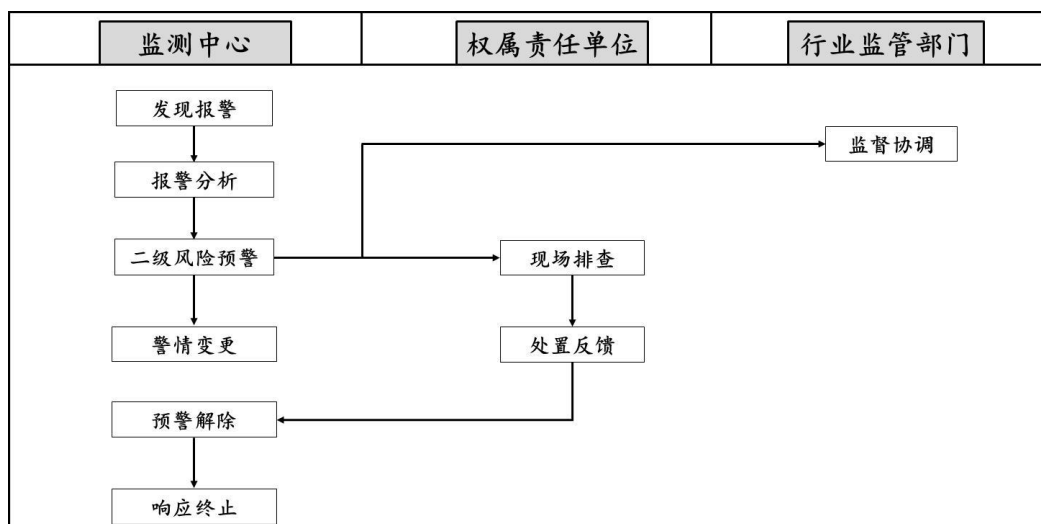 监测中心
权属责任单位
行业监管部门
发现报警
监督协调
报警分析
二级风险预警
现场排查
警情变更
处置反馈
预警解除
响应终止